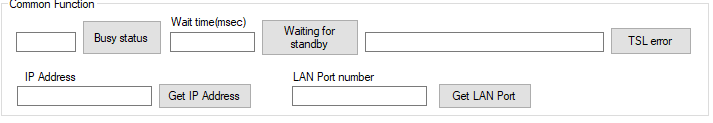 Common Function
Wait time(msec)
Busy status
Waiting for
standby
TSL error
IP Address
LAN Port number
Get IP Address
Get LAN Port